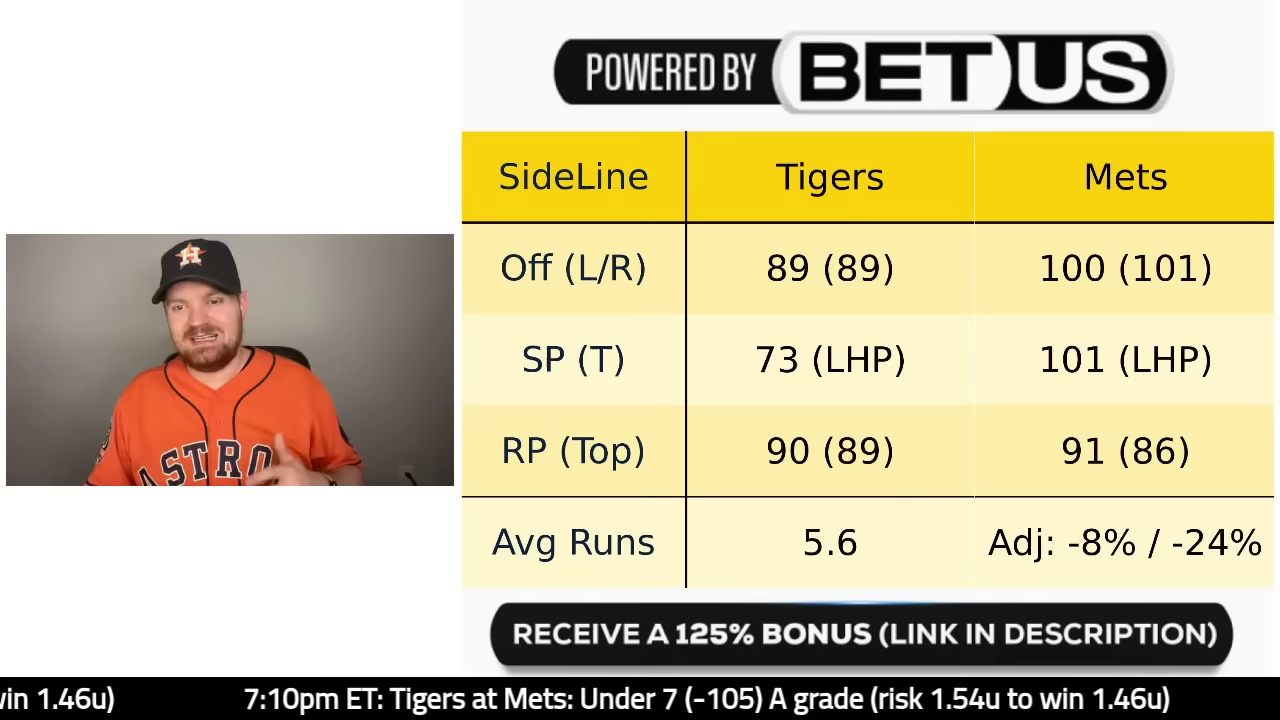 POWERED BY BETUS
SideLine Tigers Mets
Off (L/R) 89 (89) 100 (101)
SP (T) 73 (LHP) 101 (LHP)
RP (Top) 90 (89) 91 (86)
Avg Runs 5.6 Adj: -8% / -24%
H
ASTRO
RECEIVE A 125% BONUS (LINK IN DESCRIPTION)
win 1.46u) 7:10pm ET: Tigers at Mets: Under 7 (-105) A grade (risk 1.54u to win 1.46u)